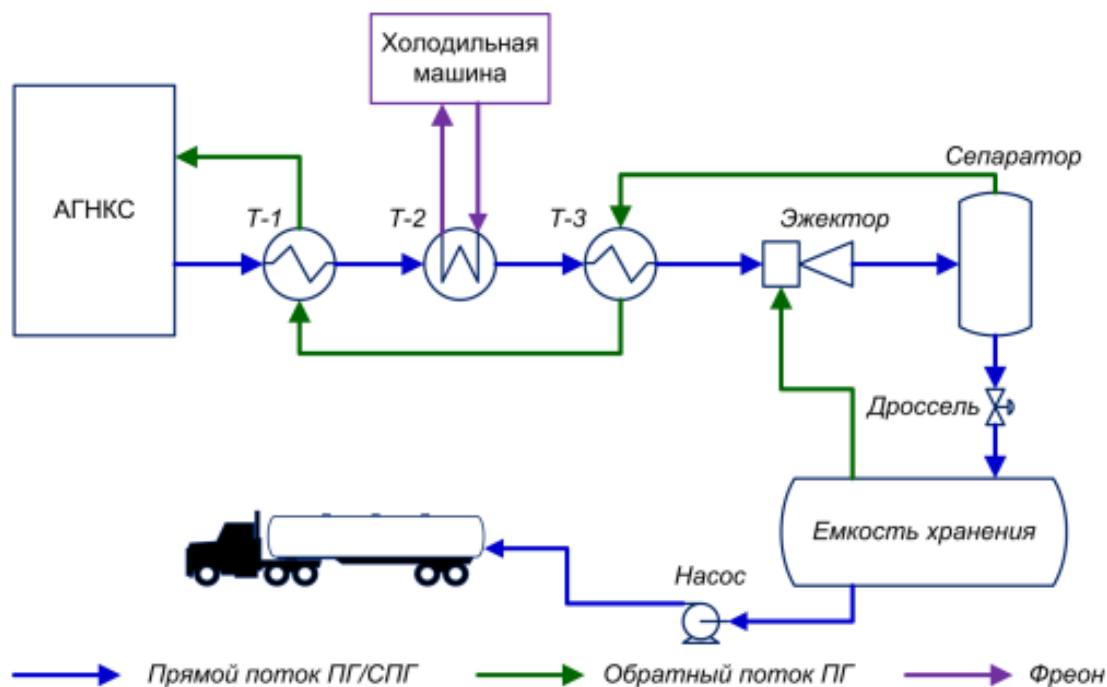 Холодильная
машина
АГНКС
Т-1
Т-2
Т-3
Эжектор
Сепаратор
Дроссель
Емкость хранения
Насос
Прямой поток ПГ/СПГ
Обратный поток ПГ
Фреон